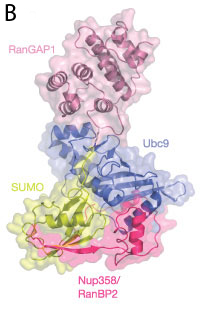 B
RanGAP1
Ubc9
SUMO
Nup358/
RanBP2